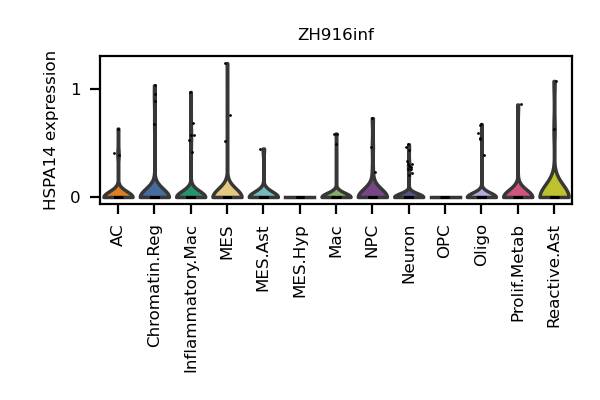 ZH916inf
HSPA14 expression
1
0
AC
Chromatin.Reg
Inflammatory.Mac
MES
MES.Ast
MES.Hyp
Mac
NPC
Neuron
OPC
Oligo
Prolif.Metab
Reactive.Ast